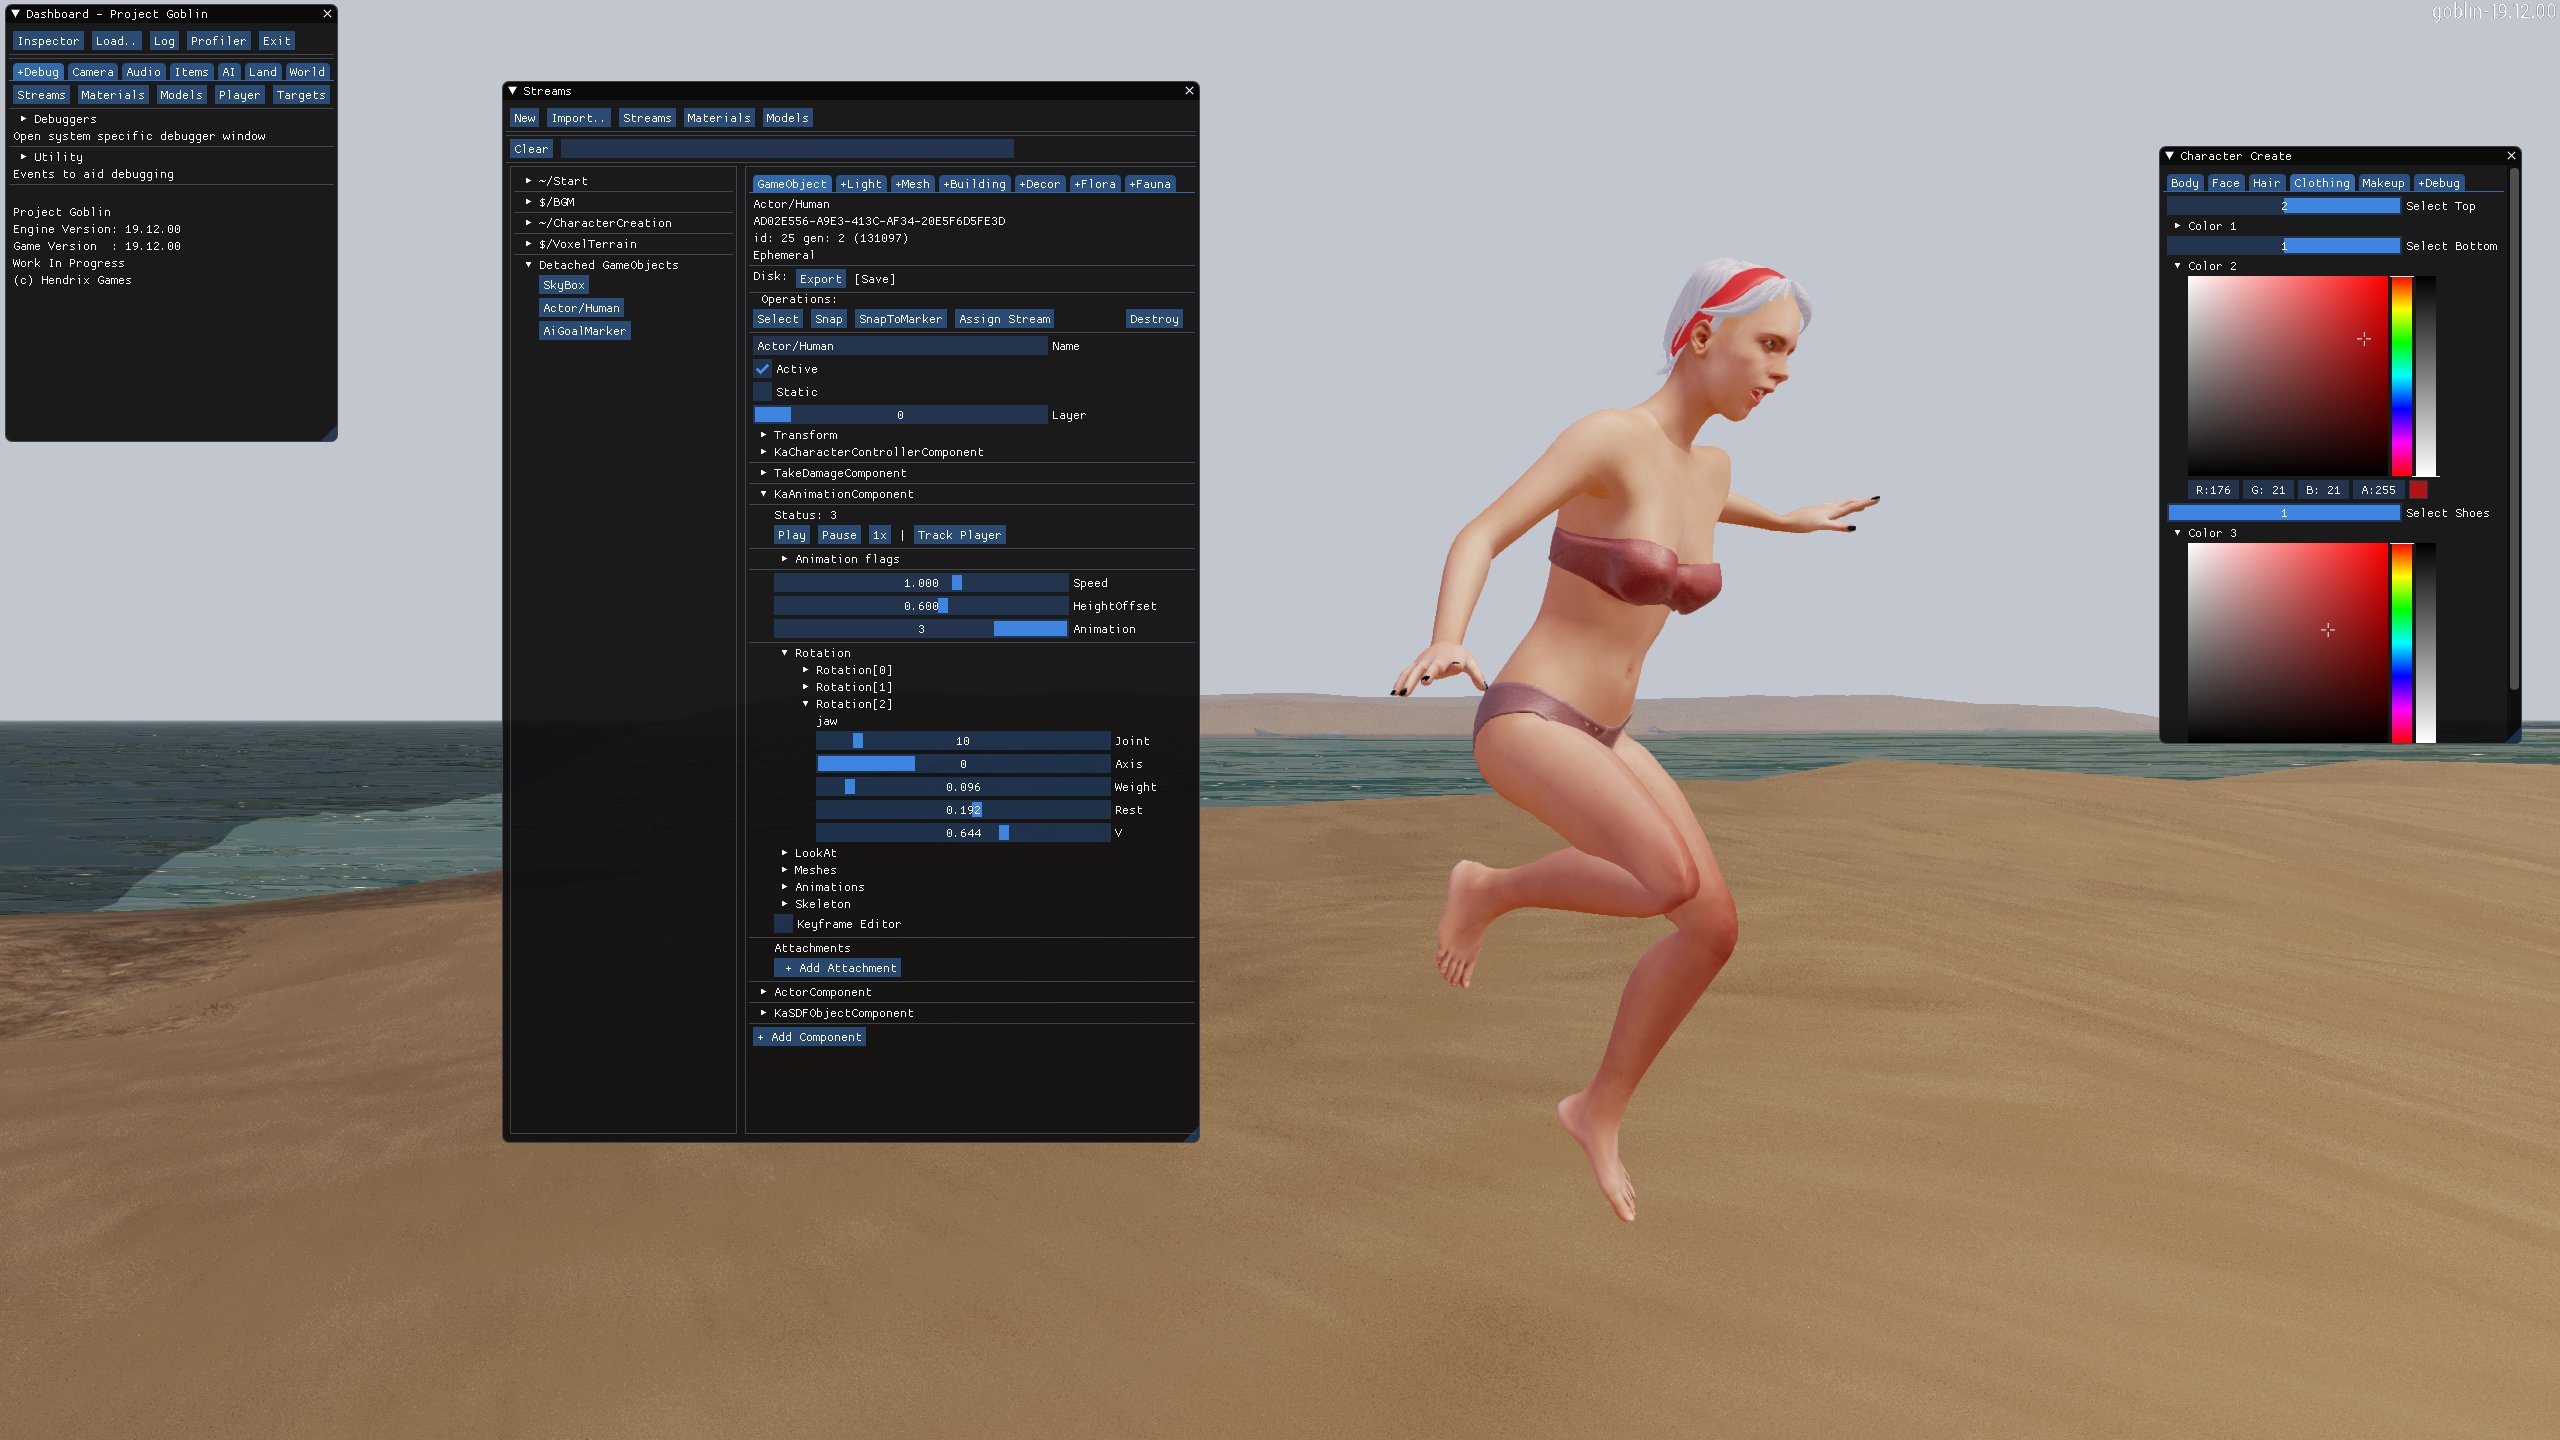 Dashboard - Project Goblin
Inspector Load.. Log Profiler Exit
+Debug Camera Audio Items AI Land World
Streams Materials Models Player Targets
Debuggers
Open system specific debugger window
Utility
Events to aid debugging
Project Goblin
Engine Version: 19.12.00
Game Version : 19.12.00
Work In Progress
(c) Hendrix Games
Streams
New Import.. Streams Materials Models
Clear
~/Start
$/BGM
~/CharacterCreation
$/VoxelTerrain
Detached GameObjects
SkyBox
Actor/Human
AiGoalMarker
GameObject +Light +Mesh +Building +Decor +Flora +Fauna
Actor/Human
AD02E556-A9E3-413C-AF34-20E5F6D5FE3D
id: 25 gen: 2 (131097)
Ephemeral
Disk: Export [Save]
Operations:
Select Snap SnapToMarker Assign Stream Destroy
Actor/Human Name
Active
Static
0 Layer
Transform
KaCharacterControllerComponent
TakeDamageComponent
KaAnimationComponent
Status: 3
Play Pause 1x | Track Player
Animation flags
1.000 Speed
0.600 HeightOffset
3 Animation
Rotation
Rotation[0]
Rotation[1]
Rotation[2]
jaw
10 Joint
0 Axis
0.096 Weight
0.192 Rest
0.644 V
LookAt
Meshes
Animations
Skeleton
Keyframe Editor
Attachments
+ Add Attachment
ActorComponent
KaSDFObjectComponent
+ Add Component
goblin-19.12.00
Character Create
Body Face Hair Clothing Makeup +Debug
2 Select Top
Color 1
1 Select Bottom
Color 2
R:176 G: 21 B: 21 A:255
1 Select Shoes
Color 3